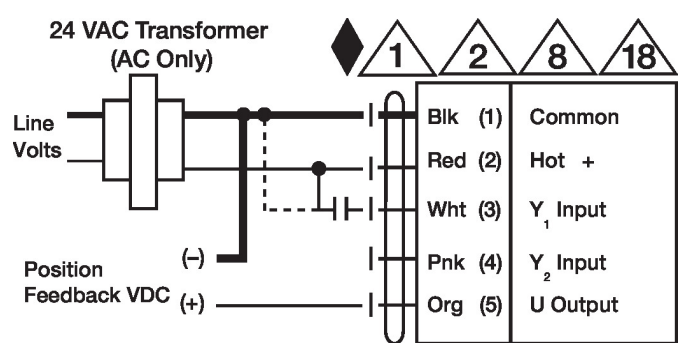 24 VAC Transformer
(AC Only)
1 2 8 18
Line
Volts
Blk (1) Common
Red (2) Hot +
Wht (3) Y1 Input
(–)
Pnk (4) Y2 Input
Position
Feedback VDC (+)
Org (5) U Output